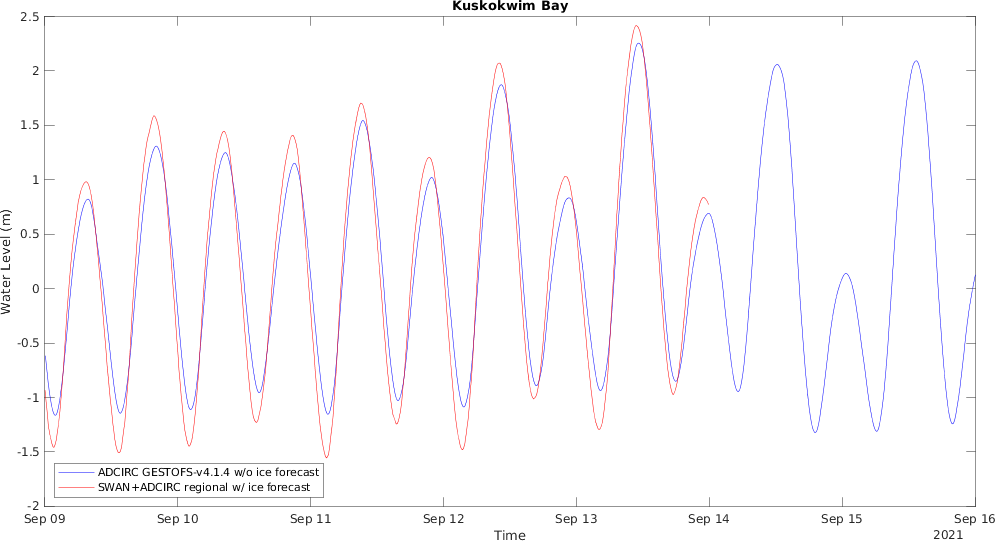 Kuskokwim Bay
2.5
2
1.5
1
0.5
0
-0.5
-1
-1.5
-2
Water Level (m)
ADCIRC GESTOFS-v4.1.4 w/o ice forecast
SWAN+ADCIRC regional w/ ice forecast
Sep 09 Sep 10 Sep 11 Sep 12 Sep 13 Sep 14 Sep 15 Sep 16
Time
2021